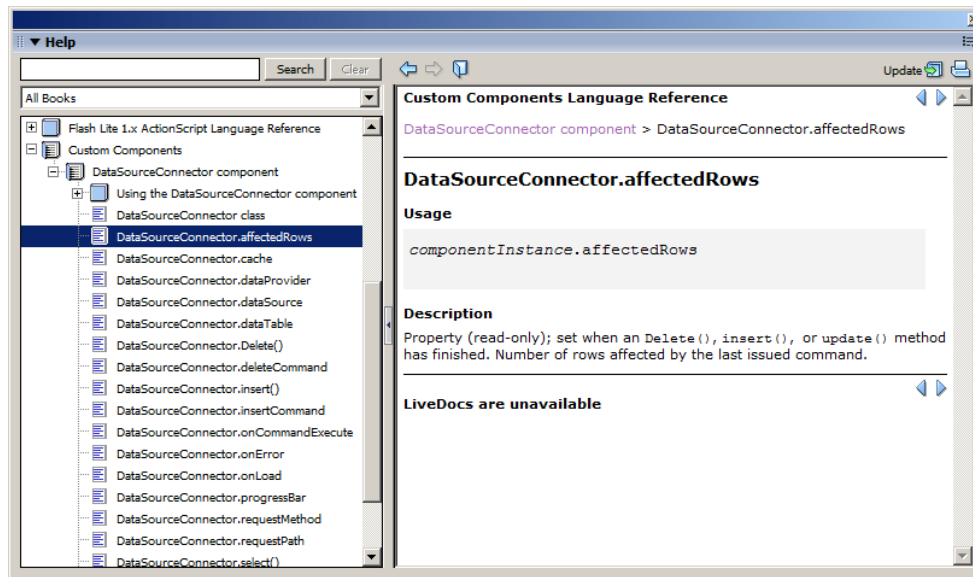 Help
Search
Clear
Update
All Books
Flash Lite 1.x ActionScript Language Reference
Custom Components
DataSourceConnector component
Using the DataSourceConnector component
DataSourceConnector class
DataSourceConnector.affectedRows
DataSourceConnector.cache
DataSourceConnector.dataProvider
DataSourceConnector.dataSource
DataSourceConnector.dataTable
DataSourceConnector.Delete()
DataSourceConnector.deleteCommand
DataSourceConnector.insert()
DataSourceConnector.insertCommand
DataSourceConnector.onCommandExecute
DataSourceConnector.onError
DataSourceConnector.onLoad
DataSourceConnector.progressBar
DataSourceConnector.requestMethod
DataSourceConnector.requestPath
DataSourceConnector.select()
Custom Components Language Reference
DataSourceConnector component > DataSourceConnector.affectedRows
DataSourceConnector.affectedRows
Usage
componentInstance.affectedRows
Description
Property (read-only); set when an Delete(), insert(), or update() method
has finished. Number of rows affected by the last issued command.
LiveDocs are unavailable